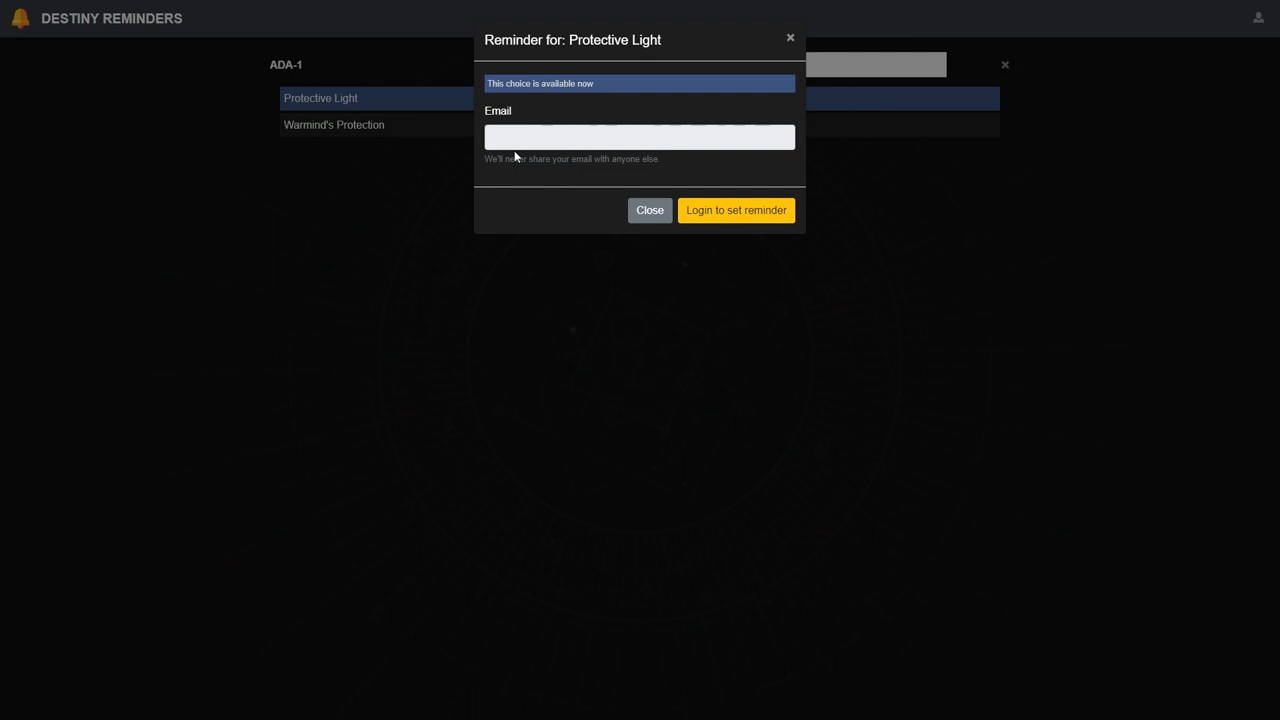 DESTINY REMINDERS
Reminder for: Protective Light
×
ADA-1
×
This choice is available now
Protective Light
Email
Warmind's Protection
We'll never share your email with anyone else.
Close
Login to set reminder